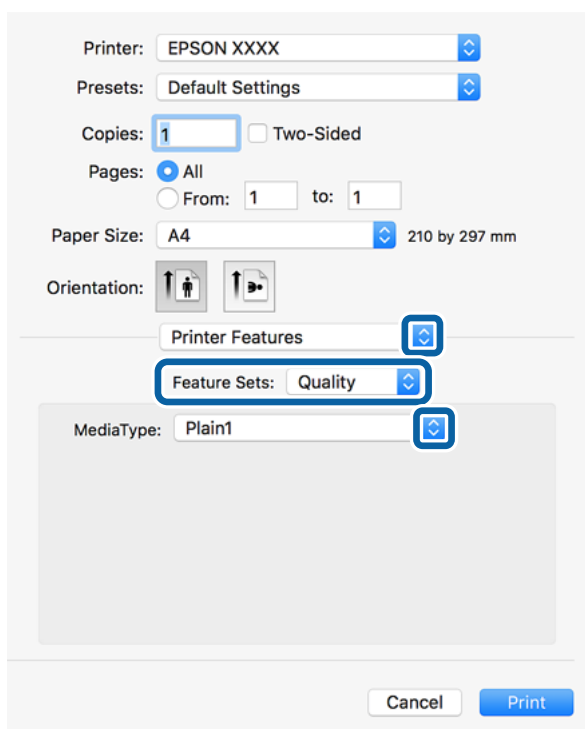 Printer: EPSON XXXX
Presets: Default Settings
Copies: 1 Two-Sided
Pages: All
From: 1 to: 1
Paper Size: A4 210 by 297 mm
Orientation:
Printer Features
Feature Sets: Quality
MediaType: Plain1
Cancel Print